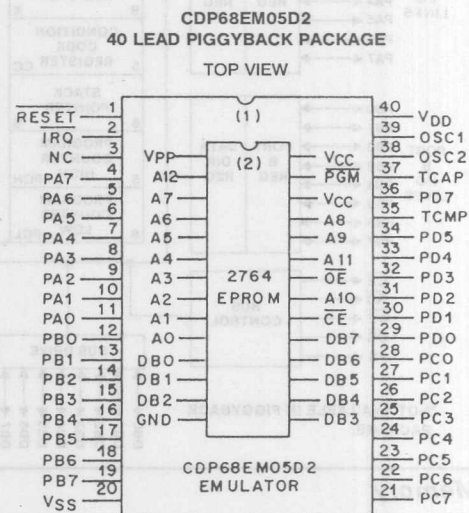 CDP68EM05D2
40 LEAD PIGGYBACK PACKAGE
TOP VIEW
RESET 1
IRQ 2
NC 3
PA7 4
PA6 5
PA5 6
PA4 7
PA3 8
PA2 9
PA1 10
PA0 11
PB0 12
PB1 13
PB2 14
PB3 15
PB4 16
PB5 17
PB6 18
PB7 19
VSS 20
(1)
(2)
VPP
A12
A7
A6
A5
A4
A3
A2
A1
A0
DB0
DB1
DB2
GND
2764
EPROM
VCC
PGM
VCC
A8
A9
A11
OE
A10
CE
DB7
DB6
DB5
DB4
DB3
CDP68EM05D2
EMULATOR
40 VDD
39 OSC1
38 OSC2
37 TCAP
36 PD7
35 TCMP
34 PD5
33 PD4
32 PD3
31 PD2
30 PD1
29 PD0
28 PC0
27 PC1
26 PC2
25 PC3
24 PC4
23 PC5
22 PC6
21 PC7